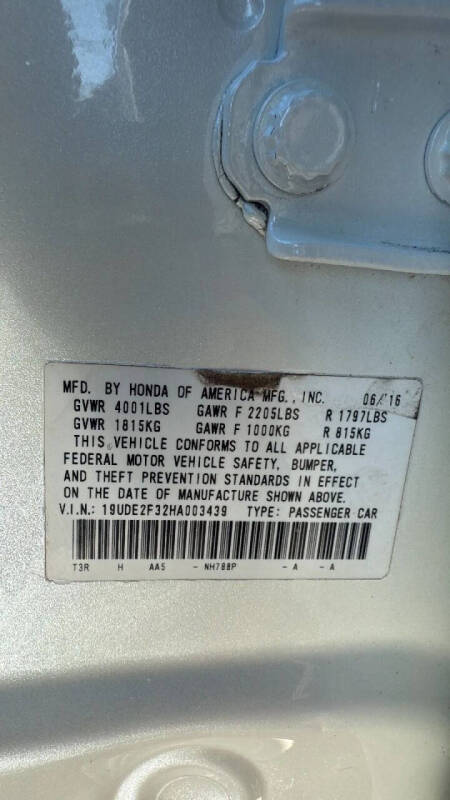 MFD. BY HONDA OF AMERICA MFG., INC. 06/16
GVWR 4001LBS GAWR F 2205LBS R 1797LBS
GVWR 1815KG GAWR F 1000KG R 815KG
THIS VEHICLE CONFORMS TO ALL APPLICABLE
FEDERAL MOTOR VEHICLE SAFETY, BUMPER,
AND THEFT PREVENTION STANDARDS IN EFFECT
ON THE DATE OF MANUFACTURE SHOWN ABOVE.
V.I.N.: 19UDE2F32HA003439 TYPE: PASSENGER CAR
T3R H AA5 - NH788P - A - A